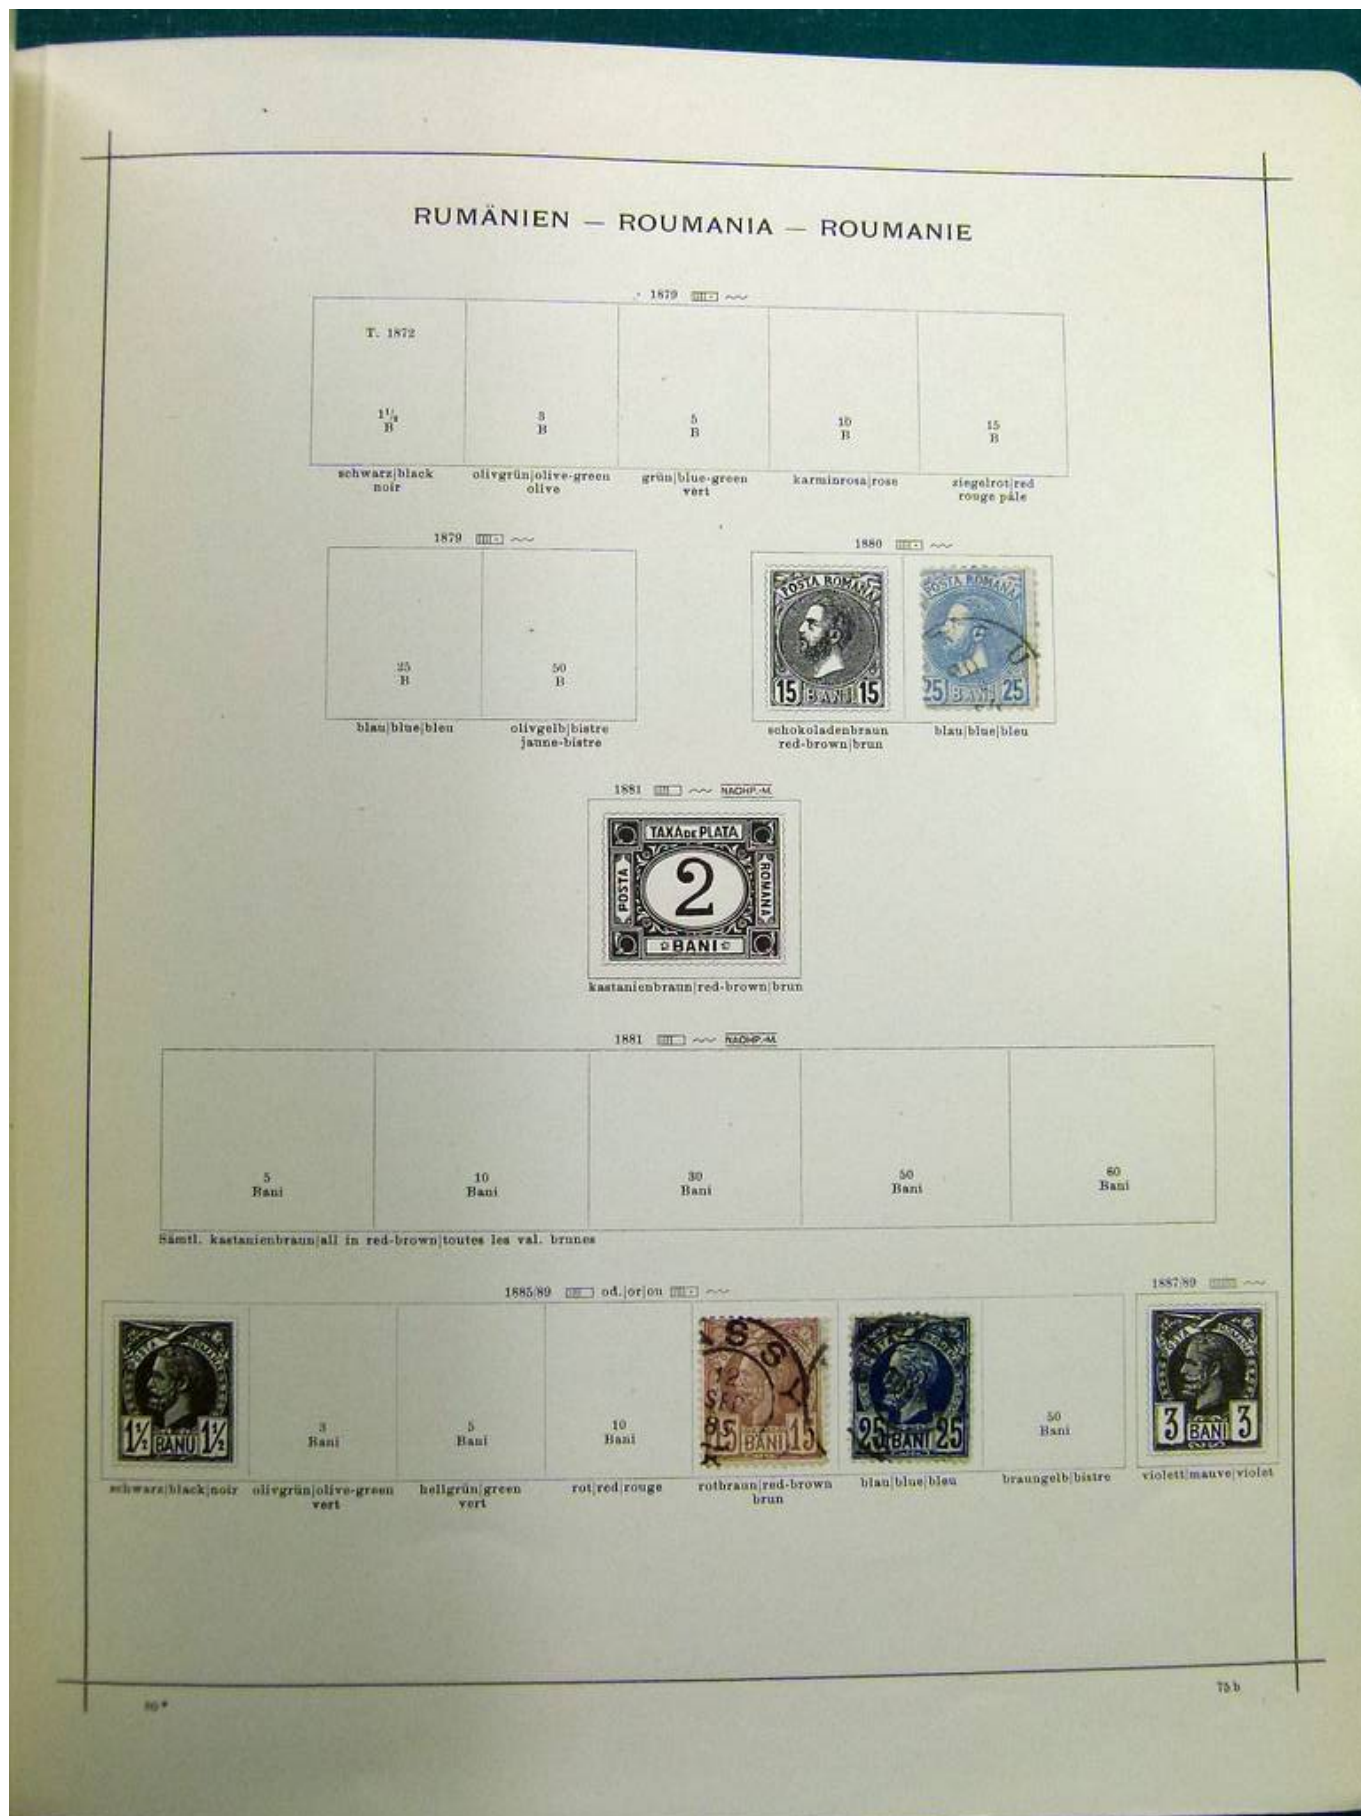 RUMÄNIEN — ROUMANIA — ROUMANIE
1879
T. 1872
1½ B
3 B
5 B
10 B
15 B
schwarz|black noir
olivgrün|olive-green olive
grün|blue-green vert
karminrosa|rose
ziegelrot|red rouge pâle
1879
25 B
50 B
blau|blue|bleu
olivgelb|bistre jaune-bistre
1880
POSTA ROMANA
15 BANI 15
POSTA ROMANA
25 BANI 25
schokoladenbraun red-brown|brun
blau|blue|bleu
1881 NACHP.-M.
TAXA DE PLATA
POSTA
2
ROMANA
BANI
kastanienbraun|red-brown|brun
1881 NACHP.-M.
5 Bani
10 Bani
30 Bani
50 Bani
60 Bani
Sämtl. kastanienbraun|all in red-brown|toutes les val. brunes
1885/89 od.|or|ou
1½ BANU 1½
3 Bani
5 Bani
10 Bani
SSY
12
SEP
15 BANI 15
25 BANI 25
50 Bani
schwarz|black|noir
olivgrün|olive-green vert
hellgrün|green vert
rot|red|rouge
rotbraun|red-brown brun
blau|blue|bleu
braungelb|bistre
1887/89
3 BANI 3
violett|mauve|violet
75 b